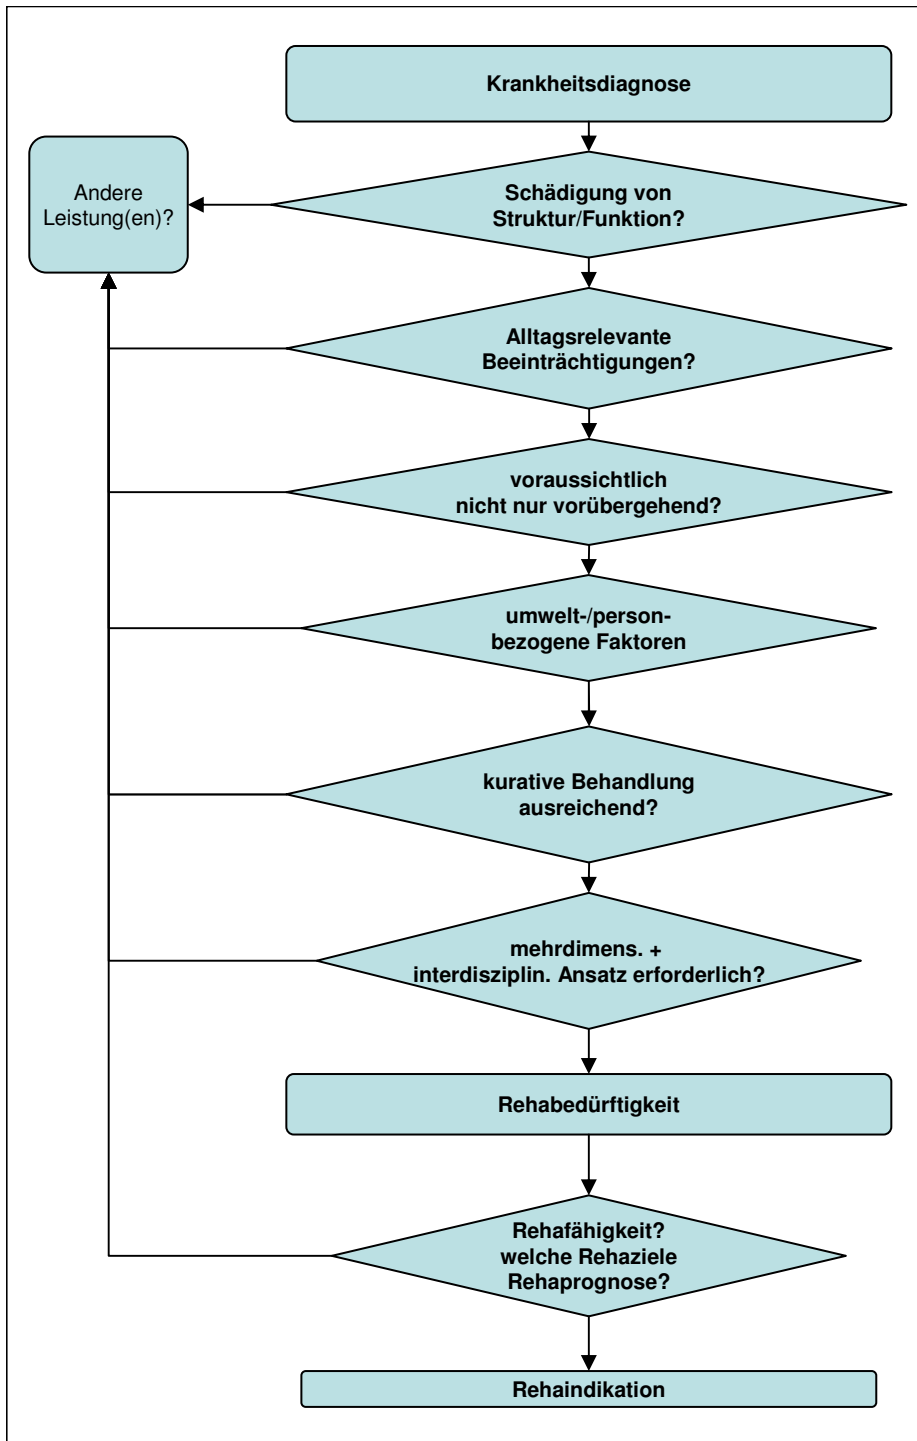 Krankheitsdiagnose
Andere
Leistung(en)?
Schädigung von
Struktur/Funktion?
Alltagsrelevante
Beeinträchtigungen?
voraussichtlich
nicht nur vorübergehend?
umwelt-/person-
bezogene Faktoren
kurative Behandlung
ausreichend?
mehrdimens. +
interdisziplin. Ansatz erforderlich?
Rehabedürftigkeit
Rehafähigkeit?
welche Rehaziele
Rehaprognose?
Rehaindikation